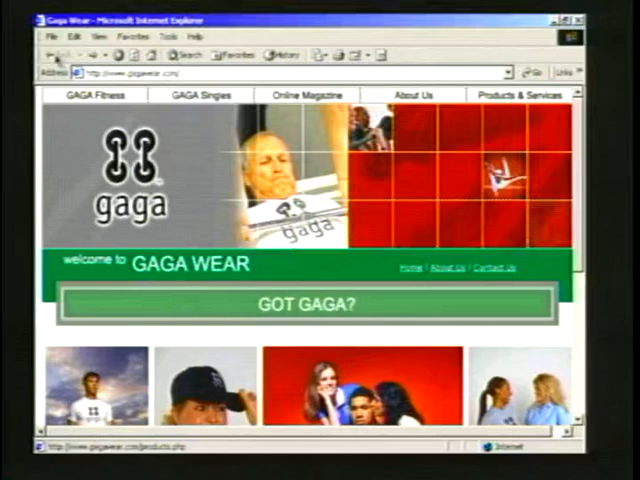 Gaga Wear - Microsoft Internet Explorer
File Edit View Favorites Tools Help
Search Favorites History
Address http://www.gagawear.com/ Go Links »
GAGA Fitness GAGA Singles Online Magazine About Us Products & Services
gaga
gaga
welcome to GAGA WEAR
Home | About Us | Contact Us
GOT GAGA?
http://www.gagawear.com/products.php Internet